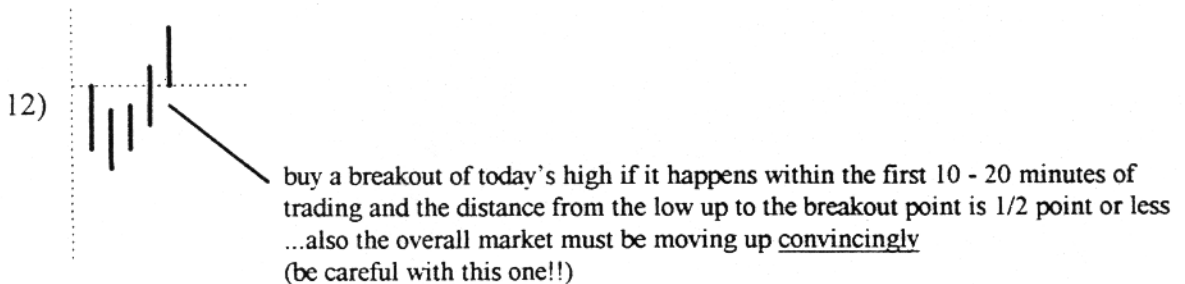 12)
buy a breakout of today's high if it happens within the first 10 - 20 minutes of
trading and the distance from the low up to the breakout point is 1/2 point or less
...also the overall market must be moving up convincingly
(be careful with this one!!)